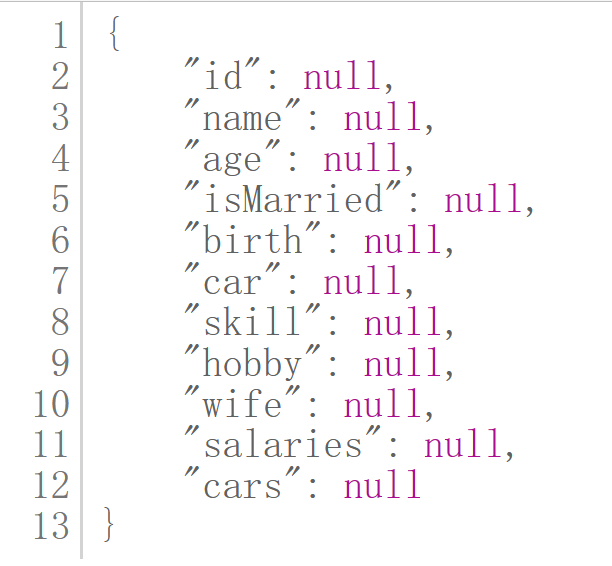 1 {
2     "id": null,
3     "name": null,
4     "age": null,
5     "isMarried": null,
6     "birth": null,
7     "car": null,
8     "skill": null,
9     "hobby": null,
10     "wife": null,
11     "salaries": null,
12     "cars": null
13 }